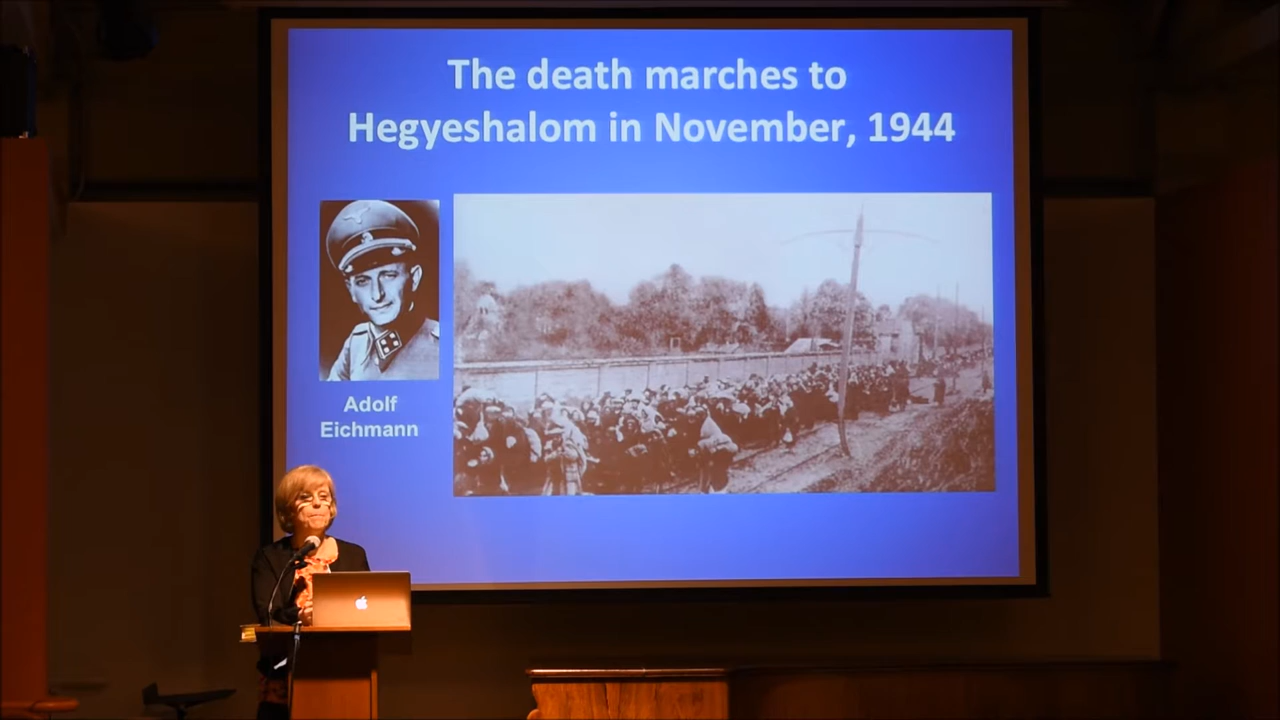 The death marches to
Hegyeshalom in November, 1944
Adolf
Eichmann